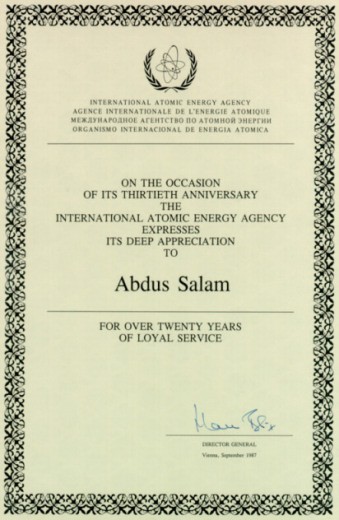 INTERNATIONAL ATOMIC ENERGY AGENCY
AGENCE INTERNATIONALE DE L'ENERGIE ATOMIQUE
МЕЖДУНАРОДНОЕ АГЕНТСТВО ПО АТОМНОЙ ЭНЕРГИИ
ORGANISMO INTERNACIONAL DE ENERGIA ATOMICA
ON THE OCCASION
OF ITS THIRTIETH ANNIVERSARY
THE
INTERNATIONAL ATOMIC ENERGY AGENCY
EXPRESSES
ITS DEEP APPRECIATION
TO
Abdus Salam
FOR OVER TWENTY YEARS
OF LOYAL SERVICE
DIRECTOR GENERAL
Vienna, September 1987